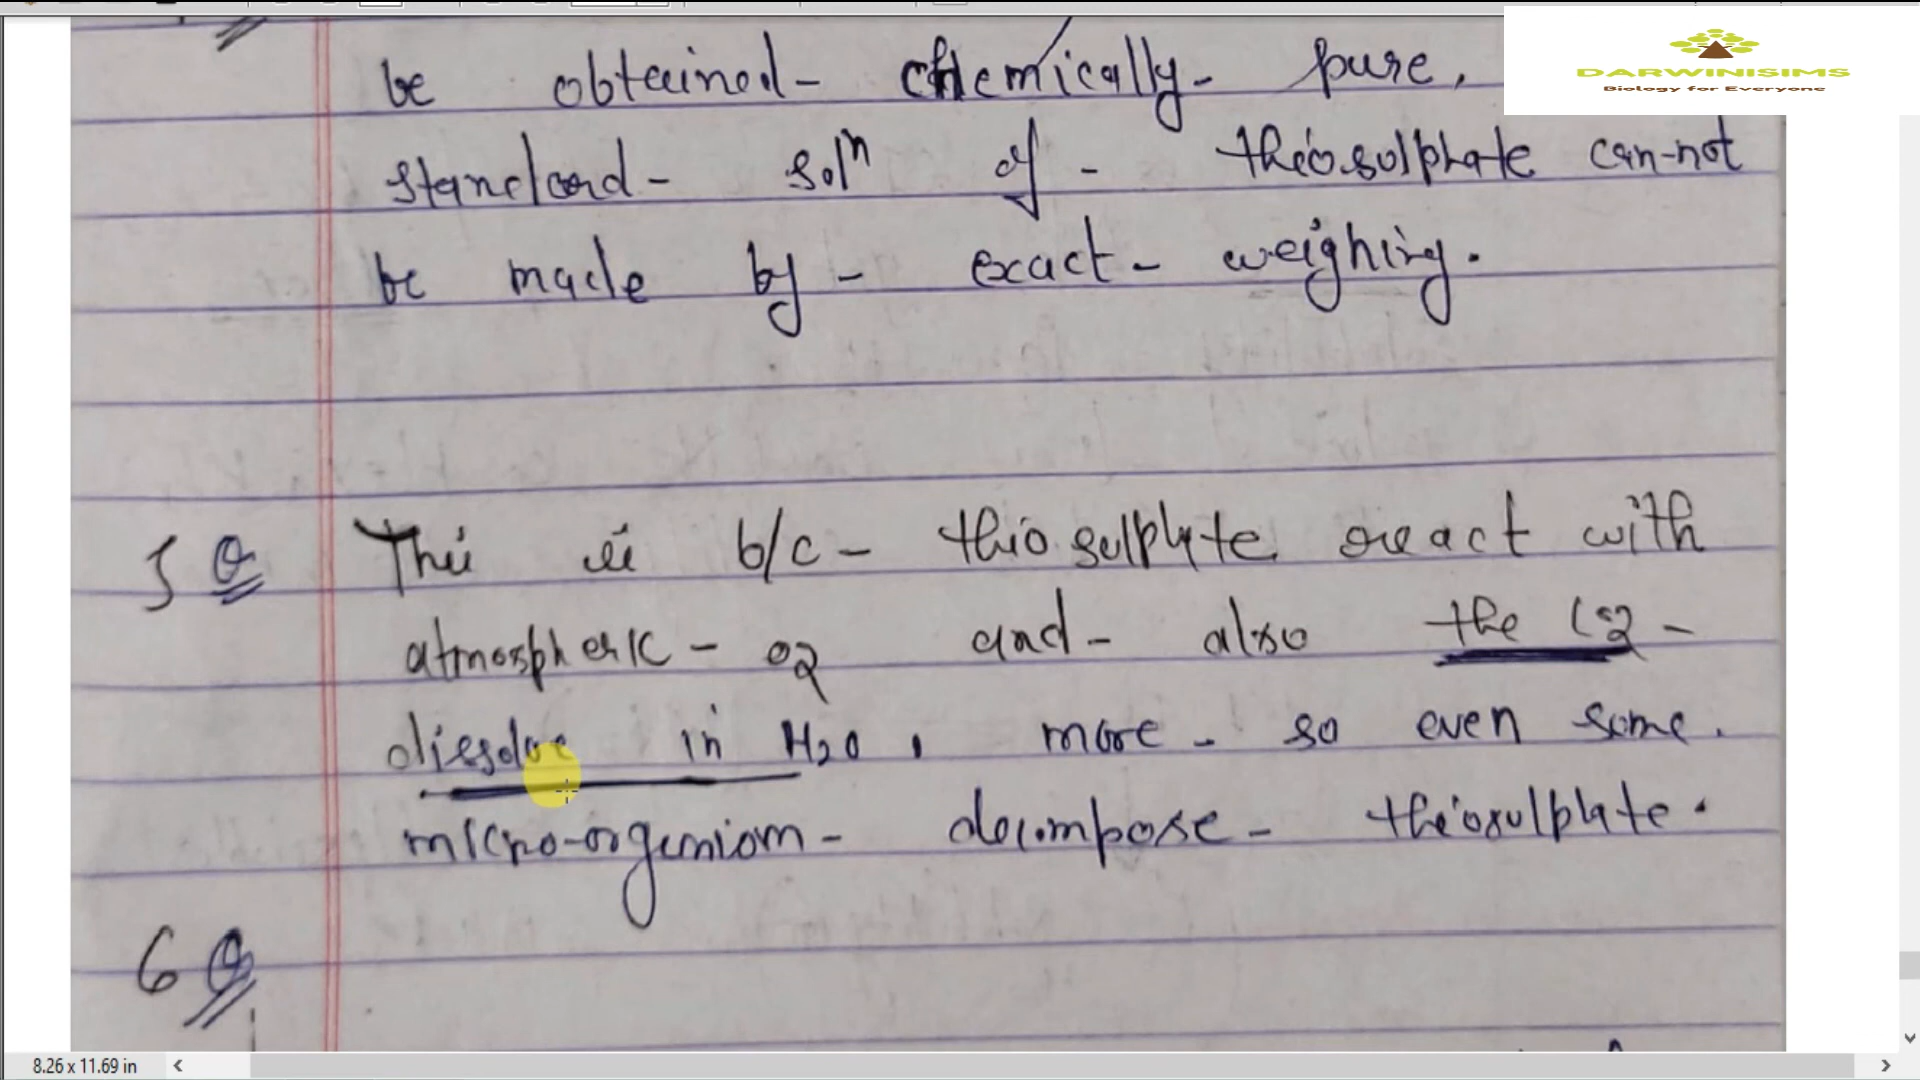 DARWINISIMS
Biology for Everyone
be obtained - chemically - pure,
standard - solⁿ of - thiosulphate can-not
be made by - exact - weighing.
5 Q This is b/c - thiosulphate react with
atmospheric - O2 and - also the
dissolve in H2O, more - so even some.
micro-organism - decompose - thiosulphate.
6 Q
8.26 x 11.69 in